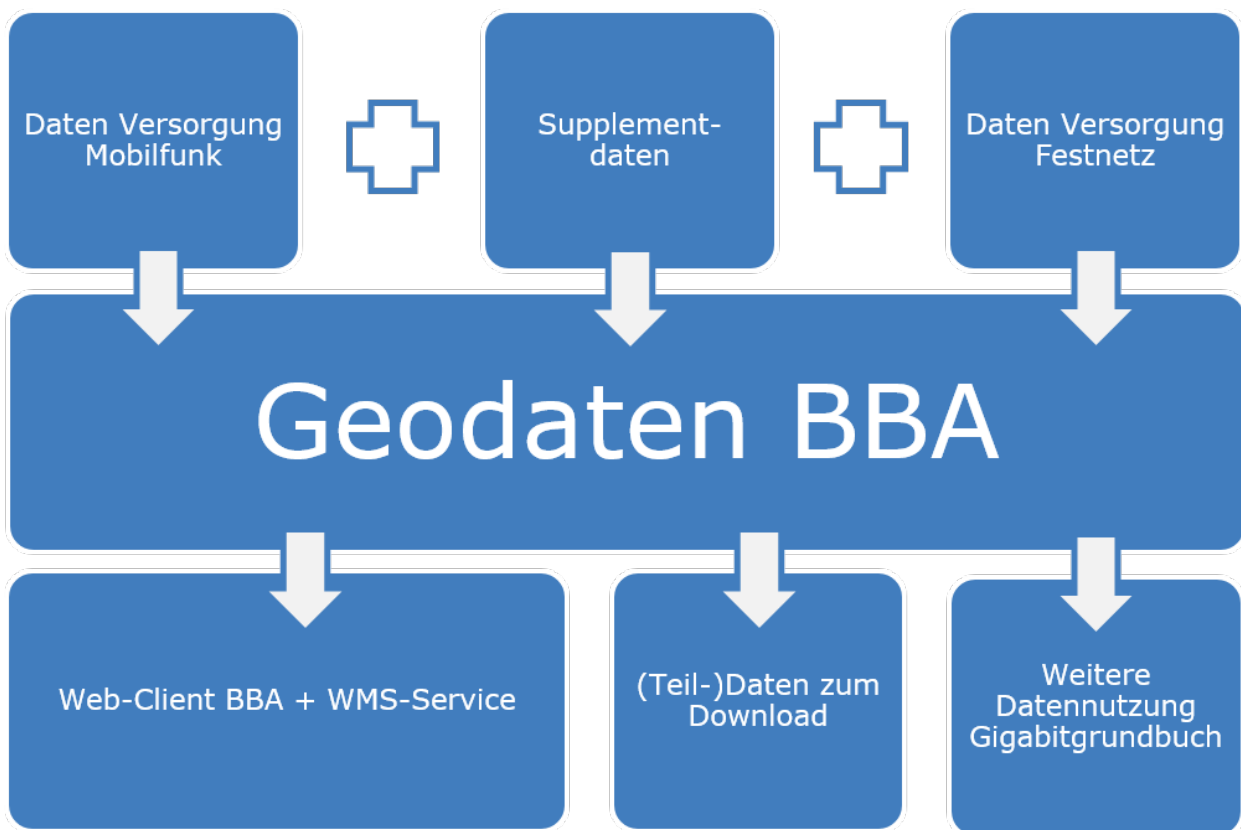 Daten Versorgung
Mobilfunk
Supplement-
daten
Daten Versorgung
Festnetz
Geodaten BBA
Web-Client BBA + WMS-Service
(Teil-)Daten zum
Download
Weitere
Datennutzung
Gigabitgrundbuch